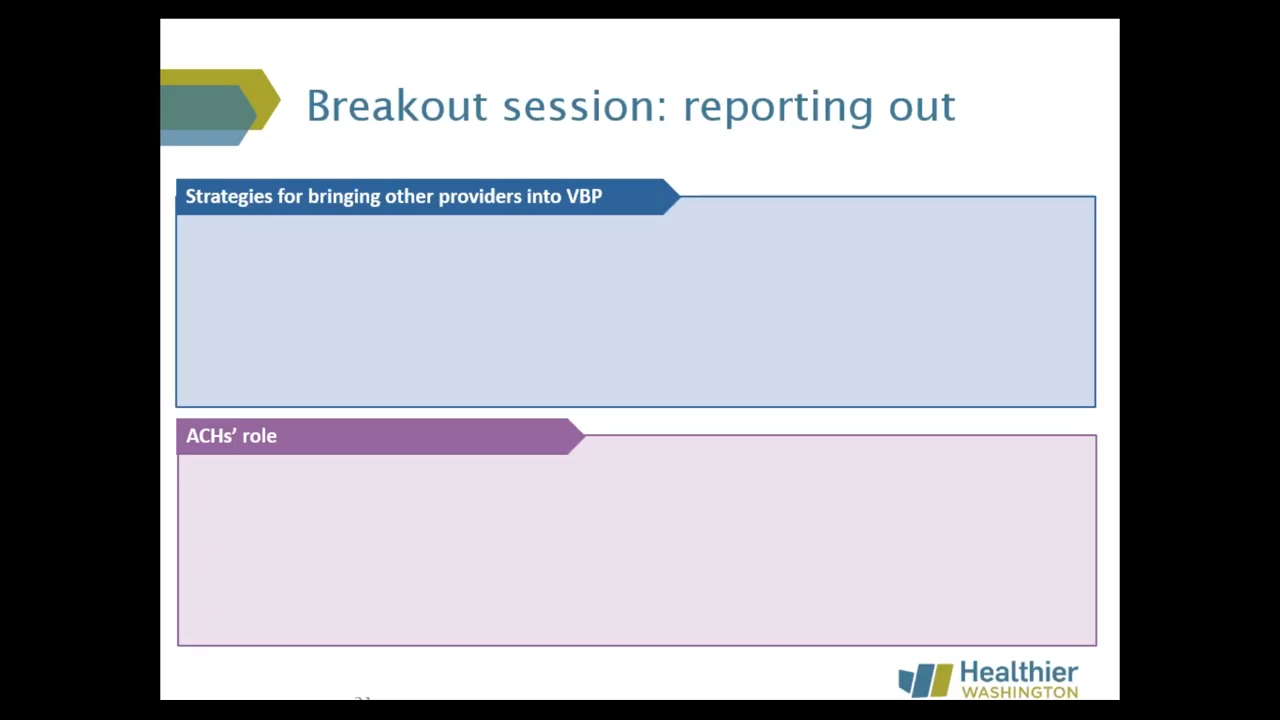 Breakout session: reporting out
Strategies for bringing other providers into VBP
ACHs’ role
Healthier
WASHINGTON